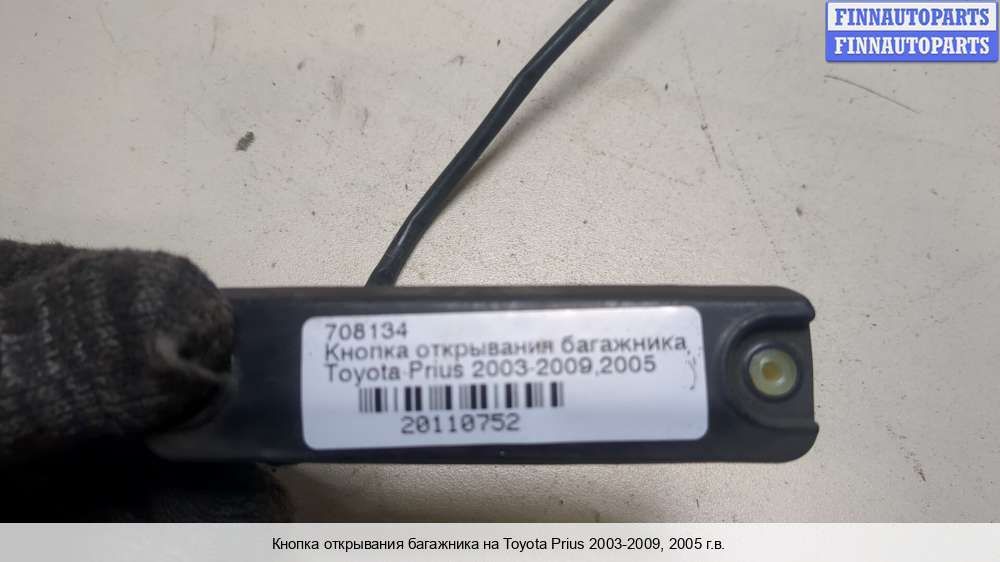 FINNAUTOPARTS
FINNAUTOPARTS
708134
Кнопка открывания багажника,
Toyota Prius 2003-2009,2005
20110752
Кнопка открывания багажника на Toyota Prius 2003-2009, 2005 г.в.